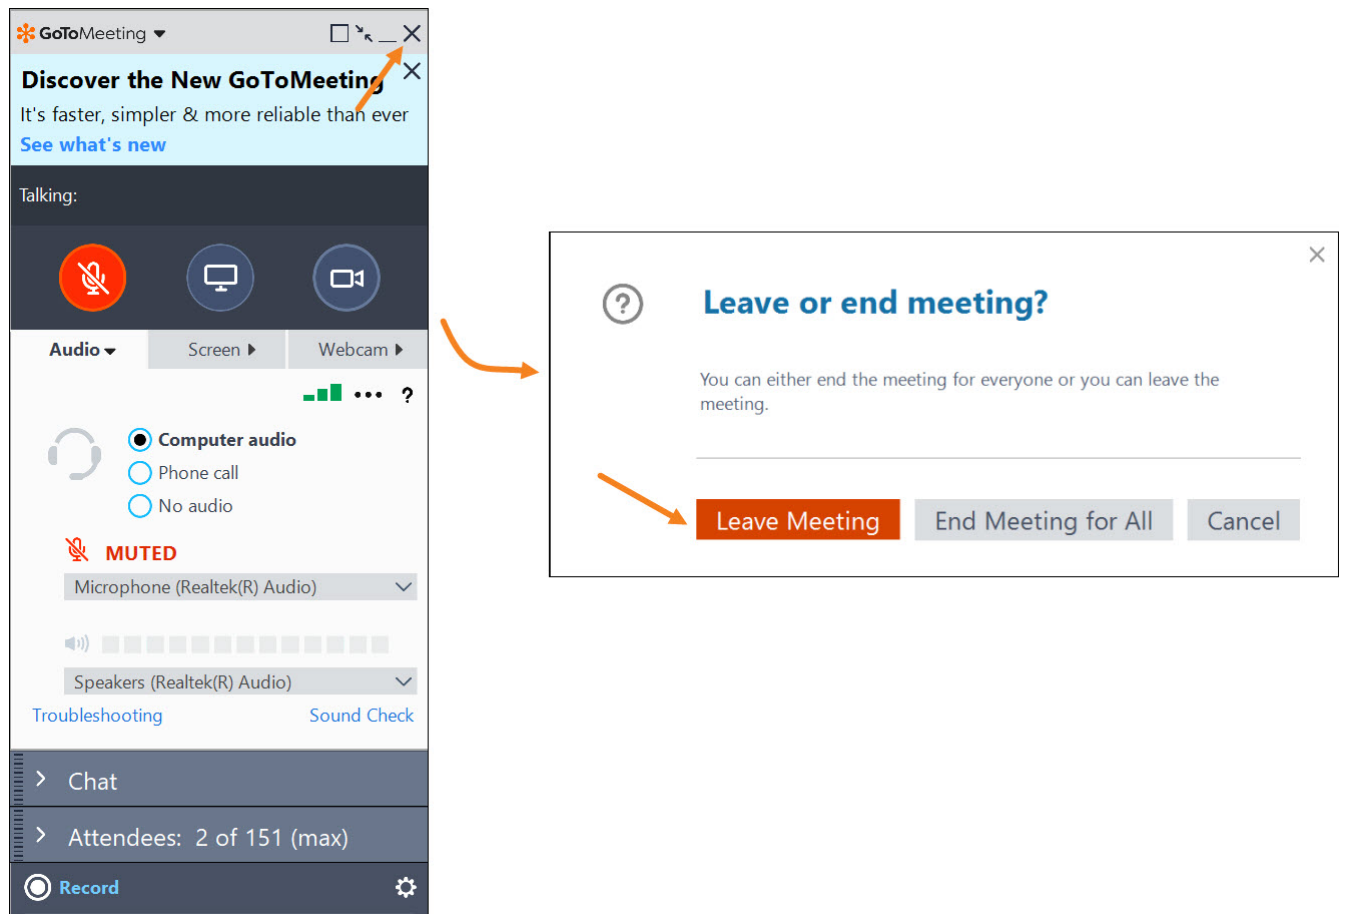 GoToMeeting
Discover the New GoToMeeting
It's faster, simpler & more reliable than ever
See what's new
Talking:
Audio
Screen
Webcam
?
Computer audio
Phone call
No audio
MUTED
Microphone (Realtek(R) Audio)
Speakers (Realtek(R) Audio)
Troubleshooting
Sound Check
Chat
Attendees: 2 of 151 (max)
Record
?
Leave or end meeting?
You can either end the meeting for everyone or you can leave the
meeting.
Leave Meeting
End Meeting for All
Cancel